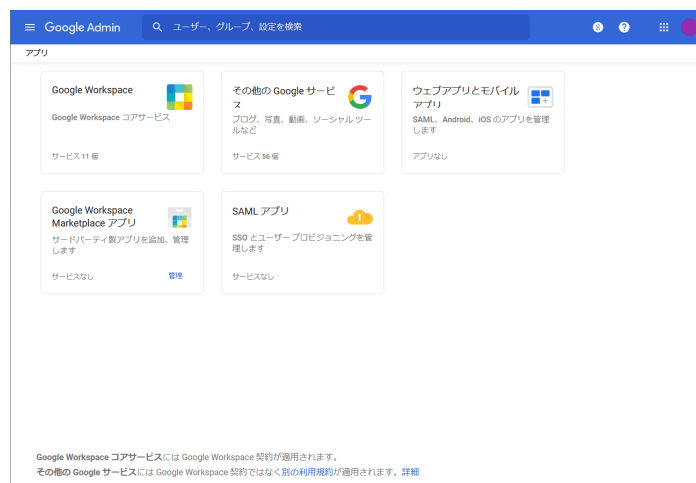 Google Admin
ユーザー、グループ、設定を検索
アプリ
Google Workspace
Google Workspace コアサービス
サービス 11 個
その他の Google サービ
ス
ブログ、写真、動画、ソーシャル ツー
ルなど
サービス 56 個
ウェブアプリとモバイル
アプリ
SAML、Android、iOS のアプリを管理
します
アプリなし
Google Workspace
Marketplace アプリ
サードパーティ製アプリを追加、管理
します
サービスなし
管理
SAML アプリ
SSO とユーザー プロビジョニングを管
理します
サービスなし
Google Workspace コアサービスには Google Workspace 契約が適用されます。
その他の Google サービスには Google Workspace 契約ではなく別の利用規約が適用されます。詳細